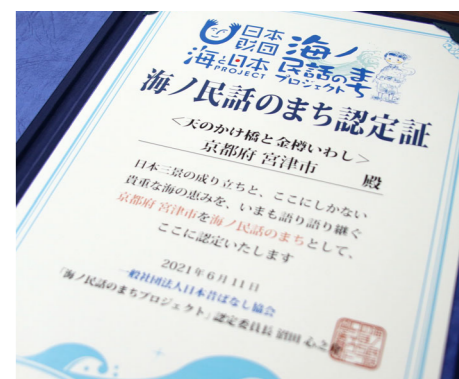 日本
財団
海と日本
PROJECT
海ノ
民話のまち
プロジェクト
海ノ民話のまち認定証
<天のかけ橋と金樽いわし>
京都府 宮津市 殿
日本三景の成り立ちと、ここにしかない
貴重な海の恵みを、いまも語り語り継ぐ
京都府 宮津市を海ノ民話のまちとして、
ここに認定いたします
2021年6月11日
一般社団法人日本昔ばなし協会
「海ノ民話のまちプロジェクト」認定委員長 沼田 心之